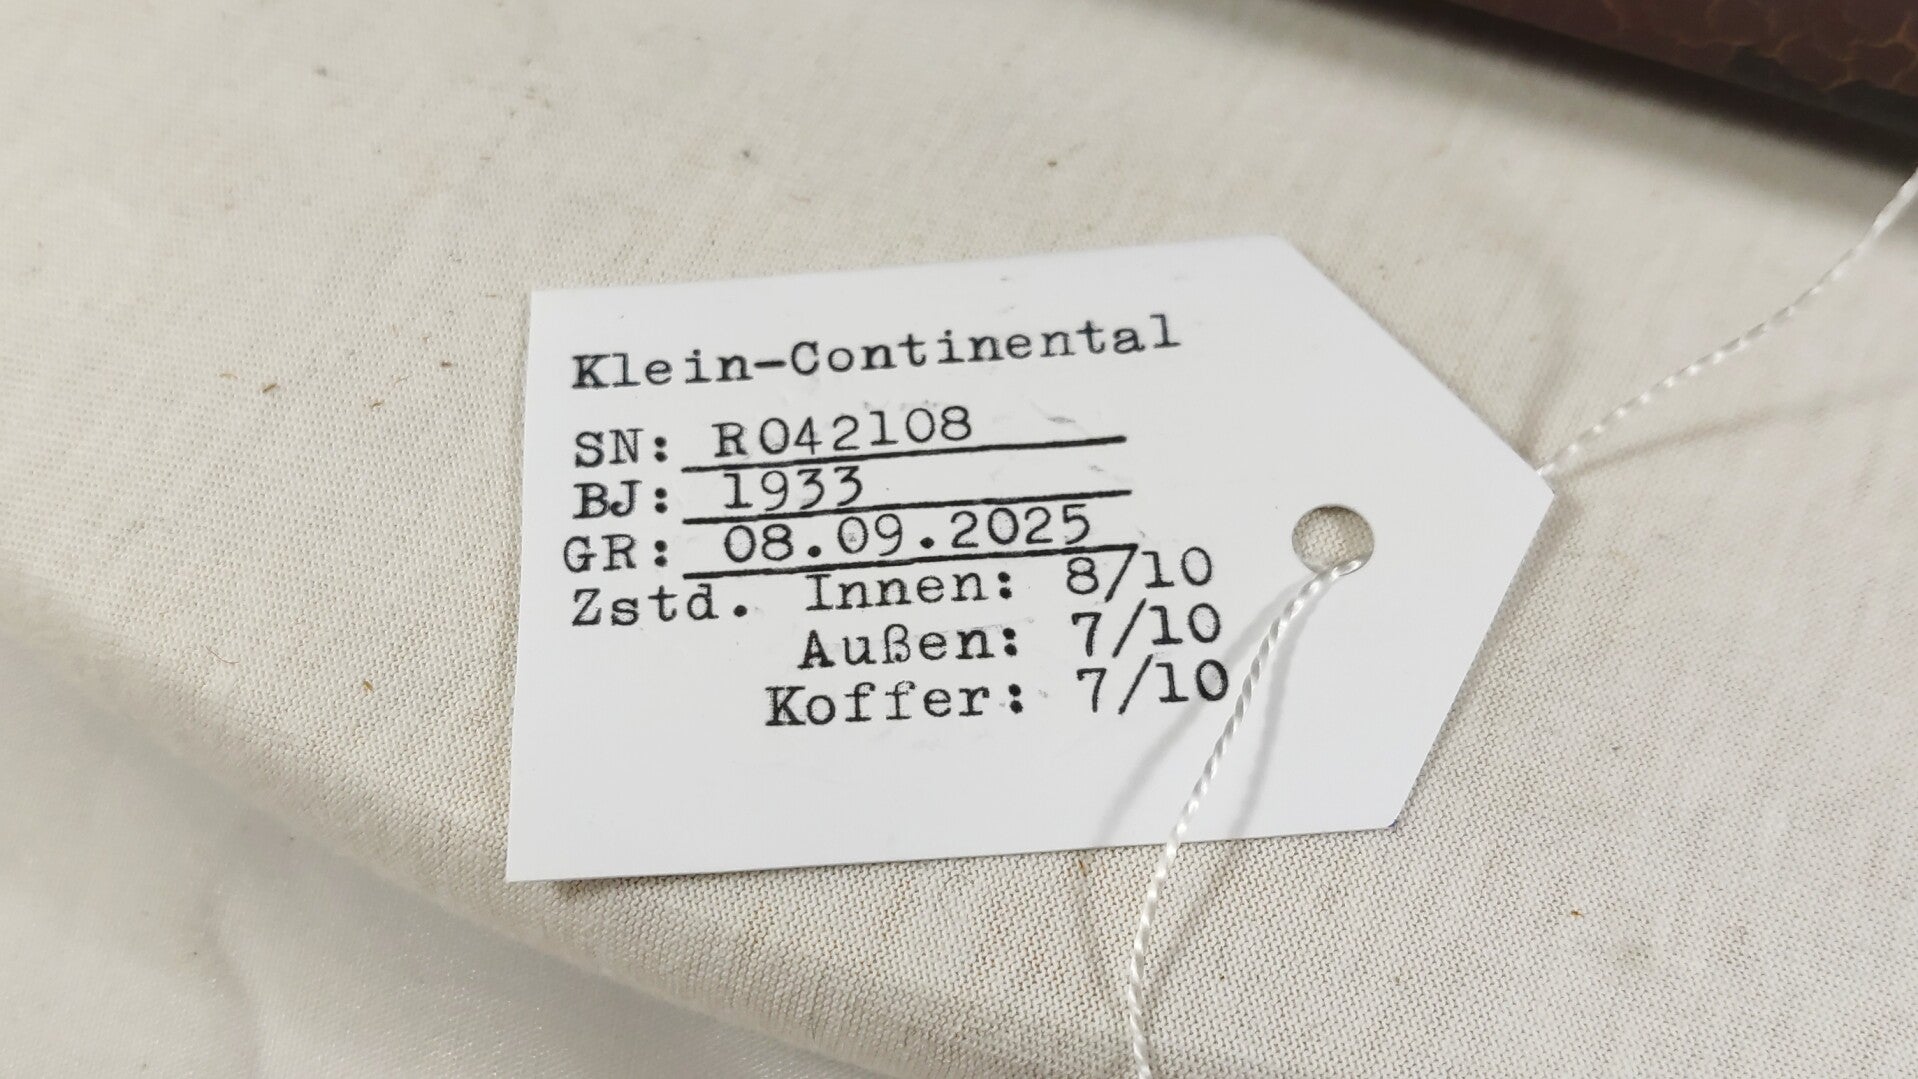 Klein-Continental
SN: R042108
BJ: 1933
GR: 08.09.2025
Zstd. Innen: 8/10
Außen: 7/10
Koffer: 7/10